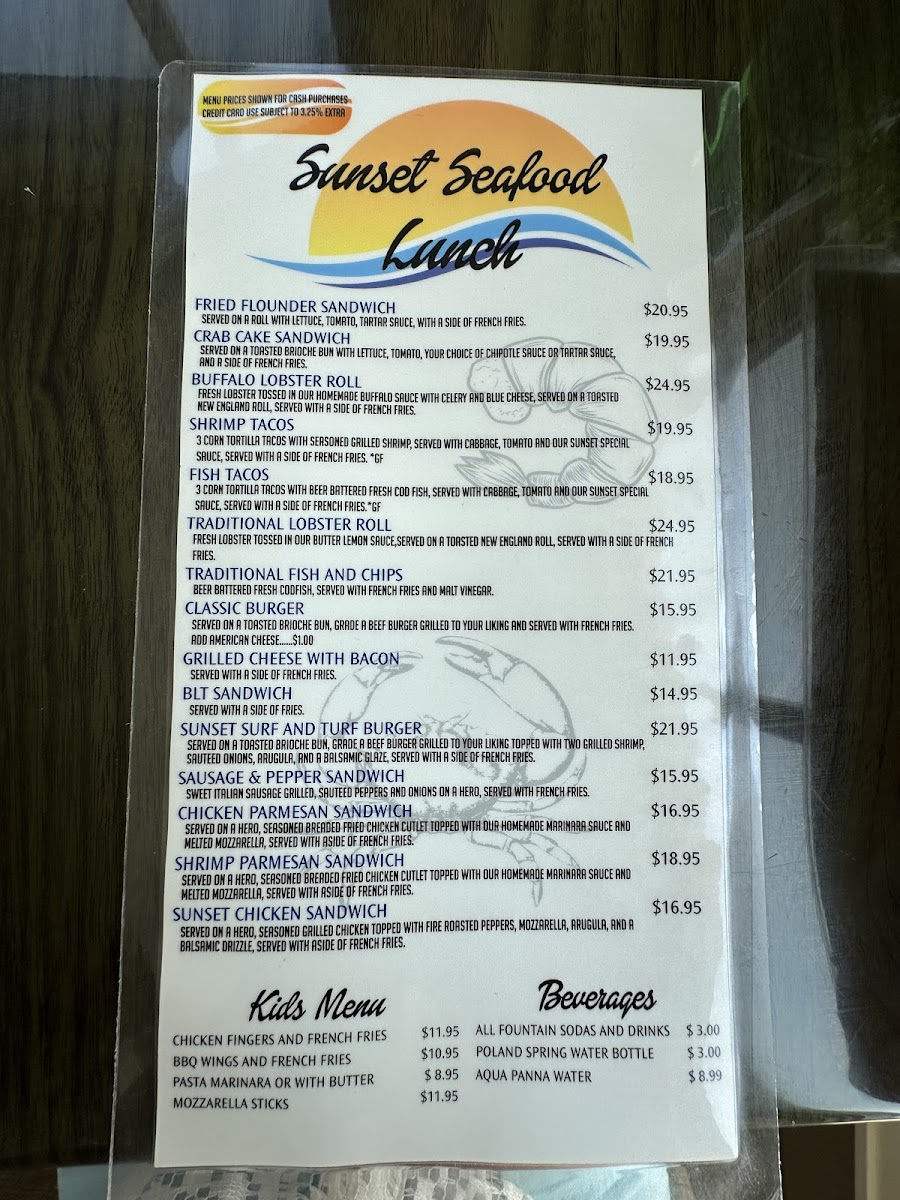 MENU PRICES SHOWN FOR CASH PURCHASES
CREDIT CARD USE SUBJECT TO 3.25% EXTRA
Sunset Seafood
Lunch
FRIED FLOUNDER SANDWICH $20.95
SERVED ON A ROLL WITH LETTUCE, TOMATO, TARTAR SAUCE, WITH A SIDE OF FRENCH FRIES.
CRAB CAKE SANDWICH $19.95
SERVED ON A TOASTED BRIOCHE BUN WITH LETTUCE, TOMATO, YOUR CHOICE OF CHIPOTLE SAUCE OR TARTAR SAUCE,
AND A SIDE OF FRENCH FRIES.
BUFFALO LOBSTER ROLL $24.95
FRESH LOBSTER TOSSED IN OUR HOMEMADE BUFFALO SAUCE WITH CELERY AND BLUE CHEESE, SERVED ON A TOASTED
NEW ENGLAND ROLL, SERVED WITH A SIDE OF FRENCH FRIES.
SHRIMP TACOS $19.95
3 CORN TORTILLA TACOS WITH SEASONED GRILLED SHRIMP, SERVED WITH CABBAGE, TOMATO AND OUR SUNSET SPECIAL
SAUCE, SERVED WITH A SIDE OF FRENCH FRIES. *GF
FISH TACOS $18.95
3 CORN TORTILLA TACOS WITH BEER BATTERED FRESH COD FISH, SERVED WITH CABBAGE, TOMATO AND OUR SUNSET SPECIAL
SAUCE, SERVED WITH A SIDE OF FRENCH FRIES.*GF
TRADITIONAL LOBSTER ROLL $24.95
FRESH LOBSTER TOSSED IN OUR BUTTER LEMON SAUCE,SERVED ON A TOASTED NEW ENGLAND ROLL, SERVED WITH A SIDE OF FRENCH
FRIES.
TRADITIONAL FISH AND CHIPS $21.95
BEER BATTERED FRESH CODFISH, SERVED WITH FRENCH FRIES AND MALT VINEGAR.
CLASSIC BURGER $15.95
SERVED ON A TOASTED BRIOCHE BUN, GRADE A BEEF BURGER GRILLED TO YOUR LIKING AND SERVED WITH FRENCH FRIES.
ADD AMERICAN CHEESE......$1.00
GRILLED CHEESE WITH BACON $11.95
SERVED WITH A SIDE OF FRENCH FRIES.
BLT SANDWICH $14.95
SERVED WITH A SIDE OF FRIES.
SUNSET SURF AND TURF BURGER $21.95
SERVED ON A TOASTED BRIOCHE BUN, GRADE A BEEF BURGER GRILLED TO YOUR LIKING TOPPED WITH TWO GRILLED SHRIMP,
SAUTEED ONIONS, ARUGULA, AND A BALSAMIC GLAZE, SERVED WITH A SIDE OF FRENCH FRIES.
SAUSAGE & PEPPER SANDWICH $15.95
SWEET ITALIAN SAUSAGE GRILLED, SAUTEED PEPPERS AND ONIONS ON A HERO, SERVED WITH FRENCH FRIES.
CHICKEN PARMESAN SANDWICH $16.95
SERVED ON A HERO, SEASONED BREADED FRIED CHICKEN CUTLET TOPPED WITH OUR HOMEMADE MARINARA SAUCE AND
MELTED MOZZARELLA, SERVED WITH ASIDE OF FRENCH FRIES.
SHRIMP PARMESAN SANDWICH $18.95
SERVED ON A HERO, SEASONED BREADED FRIED CHICKEN CUTLET TOPPED WITH OUR HOMEMADE MARINARA SAUCE AND
MELTED MOZZARELLA, SERVED WITH ASIDE OF FRENCH FRIES.
SUNSET CHICKEN SANDWICH $16.95
SERVED ON A HERO, SEASONED GRILLED CHICKEN TOPPED WITH FIRE ROASTED PEPPERS, MOZZARELLA, ARUGULA, AND A
BALSAMIC DRIZZLE, SERVED WITH ASIDE OF FRENCH FRIES.
Kids Menu
CHICKEN FINGERS AND FRENCH FRIES $11.95
BBQ WINGS AND FRENCH FRIES $10.95
PASTA MARINARA OR WITH BUTTER $ 8.95
MOZZARELLA STICKS $11.95
Beverages
ALL FOUNTAIN SODAS AND DRINKS $ 3.00
POLAND SPRING WATER BOTTLE $ 3.00
AQUA PANNA WATER $ 8.99